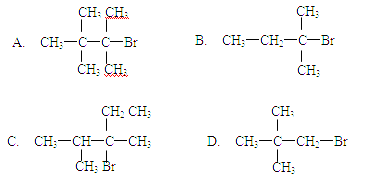 CH₃ CH₃
A. CH₃—C—C—Br
CH₃ CH₃
CH₃
B. CH₃—CH₂—C—Br
CH₃
CH₂ CH₃
C. CH₃—CH—C—CH₃
CH₃ Br
CH₃
D. CH₃—C—CH₂—Br
CH₃